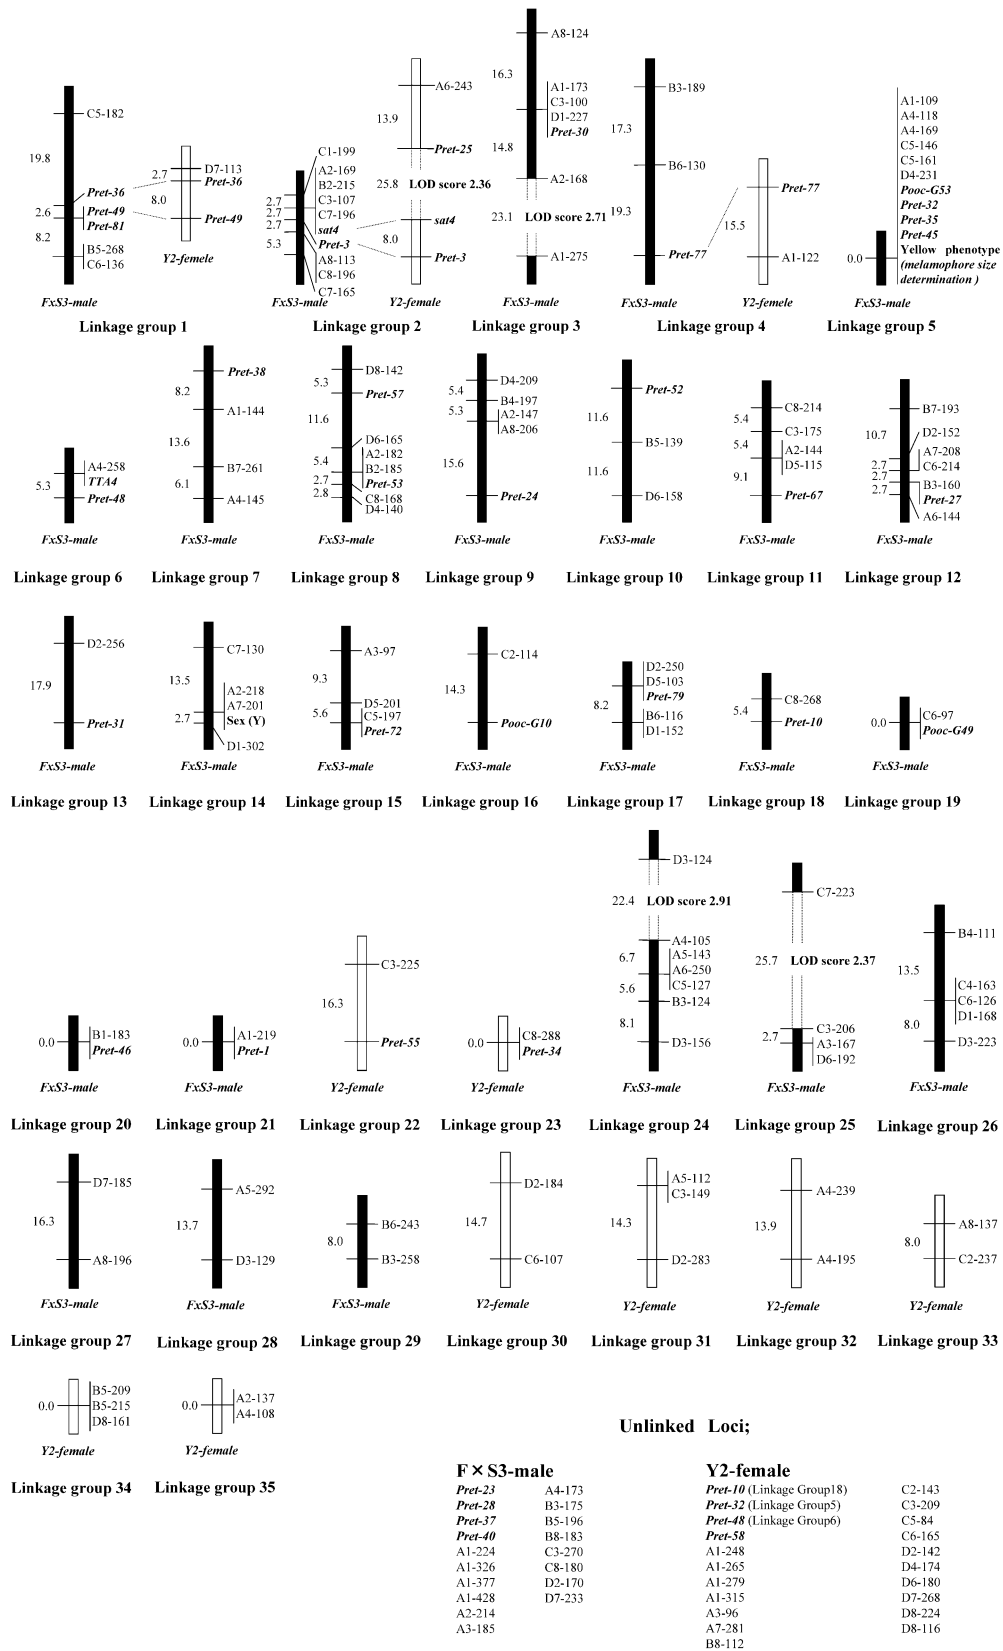 C5-182
19.8
Pret-36
2.6
Pret-49
Pret-81
8.2
B5-268
C6-136
FxS3-male
D7-113
2.7
Pret-36
8.0
Pret-49
Y2-femele
Linkage group 1
C1-199
A2-169
B2-215
C3-107
C7-196
sat4
Pret-3
A8-113
C8-196
C7-165
2.7
2.7
2.7
5.3
FxS3-male
A6-243
13.9
Pret-25
25.8 LOD score 2.36
sat4
8.0
Pret-3
Y2-female
Linkage group 2
A8-124
16.3
A1-173
C3-100
D1-227
Pret-30
14.8
A2-168
23.1 LOD score 2.71
A1-275
FxS3-male
Linkage group 3
B3-189
17.3
B6-130
19.3
Pret-77
FxS3-male
Pret-77
15.5
A1-122
Y2-female
Linkage group 4
A1-109
A4-118
A4-169
C5-146
C5-161
D4-231
Pooc-G53
Pret-32
Pret-35
Pret-45
0.0 Yellow phenotype
(melamophore size
determination )
FxS3-male
Linkage group 5
A4-258
TTA4
5.3
Pret-48
FxS3-male
Linkage group 6
Pret-38
8.2
A1-144
13.6
B7-261
6.1
A4-145
FxS3-male
Linkage group 7
D8-142
5.3
Pret-57
11.6
D6-165
A2-182
5.4
B2-185
2.7
Pret-53
2.8
C8-168
D4-140
FxS3-male
Linkage group 8
D4-209
5.4
B4-197
5.3
A2-147
A8-206
15.6
Pret-24
FxS3-male
Linkage group 9
Pret-52
11.6
B5-139
11.6
D6-158
FxS3-male
Linkage group 10
C8-214
5.4
C3-175
5.4
A2-144
D5-115
9.1
Pret-67
FxS3-male
Linkage group 11
B7-193
10.7
D2-152
A7-208
2.7
C6-214
2.7
B3-160
2.7
Pret-27
A6-144
FxS3-male
Linkage group 12
D2-256
17.9
Pret-31
FxS3-male
Linkage group 13
C7-130
13.5
A2-218
A7-201
Sex (Y)
2.7
D1-302
FxS3-male
Linkage group 14
A3-97
9.3
D5-201
5.6
C5-197
Pret-72
FxS3-male
Linkage group 15
C2-114
14.3
Pooc-G10
FxS3-male
Linkage group 16
D2-250
D5-103
Pret-79
8.2
B6-116
D1-152
FxS3-male
Linkage group 17
C8-268
5.4
Pret-10
FxS3-male
Linkage group 18
C6-97
0.0
Pooc-G49
FxS3-male
Linkage group 19
B1-183
0.0
Pret-46
FxS3-male
Linkage group 20
A1-219
0.0
Pret-1
FxS3-male
Linkage group 21
C3-225
16.3
Pret-55
Y2-female
Linkage group 22
C8-288
0.0
Pret-34
Y2-female
Linkage group 23
D3-124
22.4 LOD score 2.91
A4-105
6.7
A5-143
A6-250
C5-127
5.6
B3-124
8.1
D3-156
FxS3-male
Linkage group 24
C7-223
25.7 LOD score 2.37
C3-206
2.7
A3-167
D6-192
FxS3-male
Linkage group 25
B4-111
13.5
C4-163
C6-126
D1-168
8.0
D3-223
FxS3-male
Linkage group 26
D7-185
16.3
A8-196
FxS3-male
Linkage group 27
A5-292
13.7
D3-129
FxS3-male
Linkage group 28
B6-243
8.0
B3-258
FxS3-male
Linkage group 29
D2-184
14.7
C6-107
Y2-female
Linkage group 30
A5-112
C3-149
14.3
D2-283
Y2-female
Linkage group 31
A4-239
13.9
A4-195
Y2-female
Linkage group 32
A8-137
8.0
C2-237
Y2-female
Linkage group 33
B5-209
0.0 B5-215
D8-161
Y2-female
Linkage group 34
A2-137
0.0
A4-108
Y2-female
Linkage group 35
Unlinked Loci;
F×S3-male
Pret-23 A4-173
Pret-28 B3-175
Pret-37 B5-196
Pret-40 B8-183
A1-224 C3-270
A1-326 C8-180
A1-377 D2-170
A1-428 D7-233
A2-214
A3-185
Y2-female
Pret-10 (Linkage Group18) C2-143
Pret-32 (Linkage Group5) C3-209
Pret-48 (Linkage Group6) C5-84
Pret-58 C6-165
A1-248 D2-142
A1-265 D4-174
A1-279 D6-180
A1-315 D7-268
A3-96 D8-224
A7-281 D8-116
B8-112